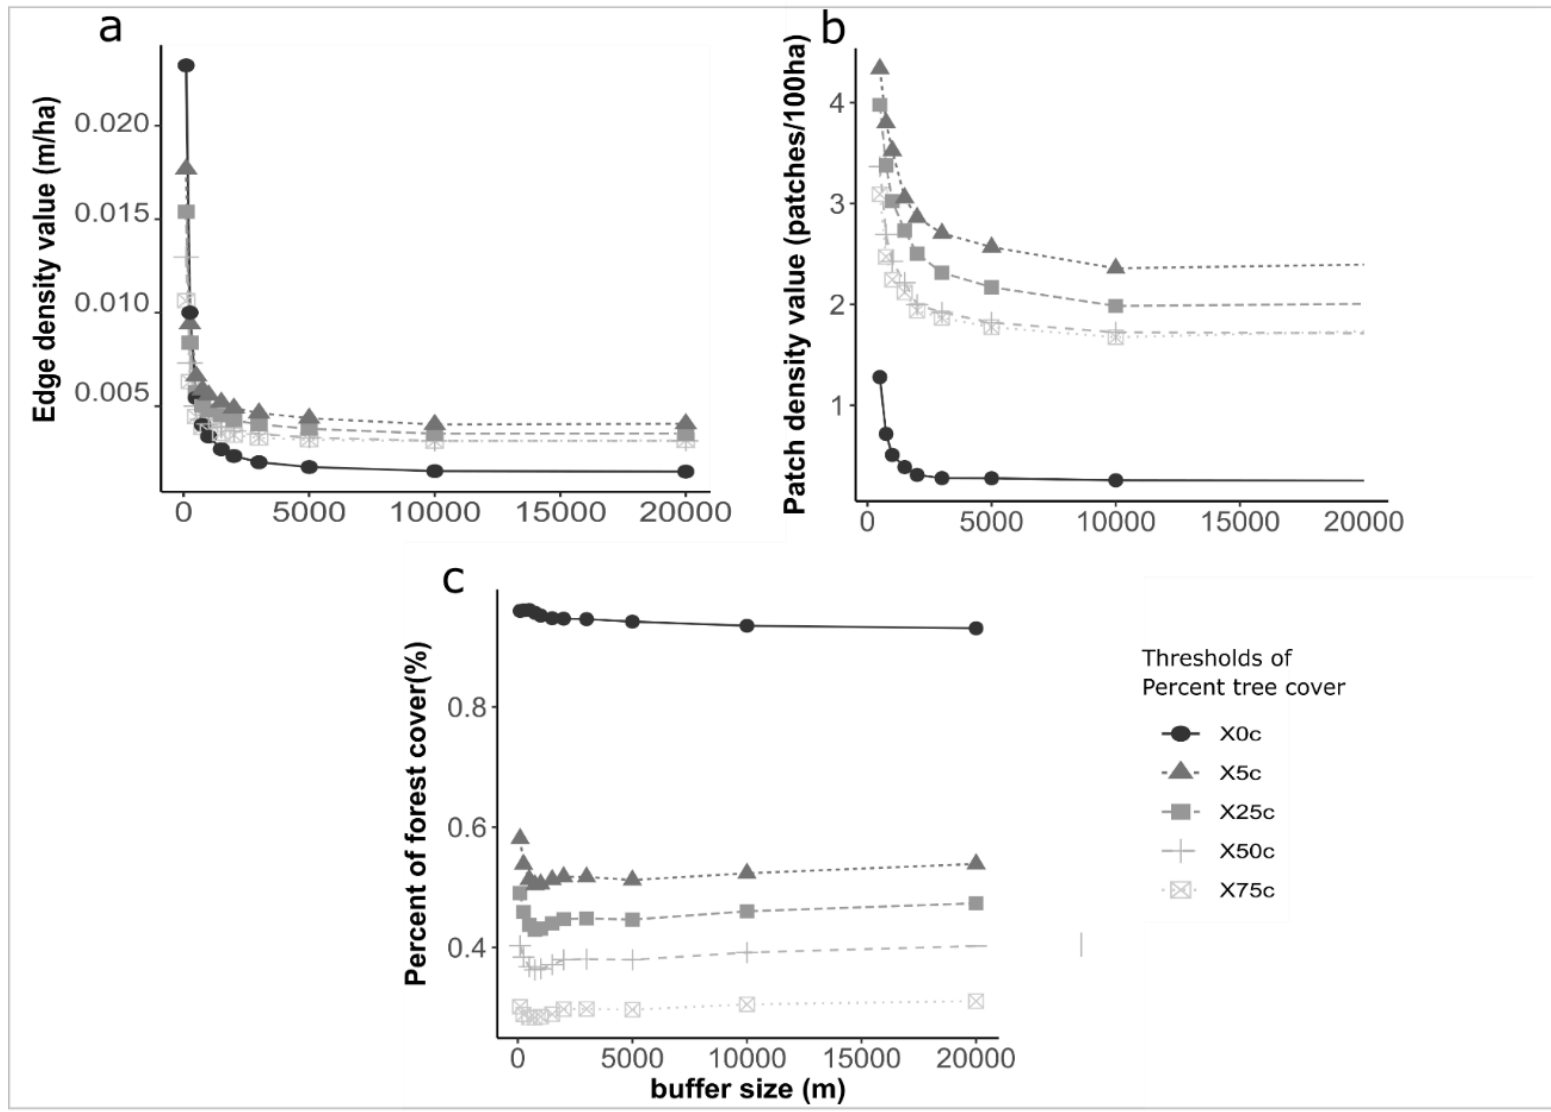 a
Edge density value (m/ha)
0.020
0.015
0.010
0.005
0 5000 10000 15000 20000
b
Patch density value (patches/100ha)
4
3
2
1
0 5000 10000 15000 20000
c
Percent of forest cover(%)
0.8
0.6
0.4
0 5000 10000 15000 20000
buffer size (m)
Thresholds of
Percent tree cover
X0c
X5c
X25c
X50c
X75c